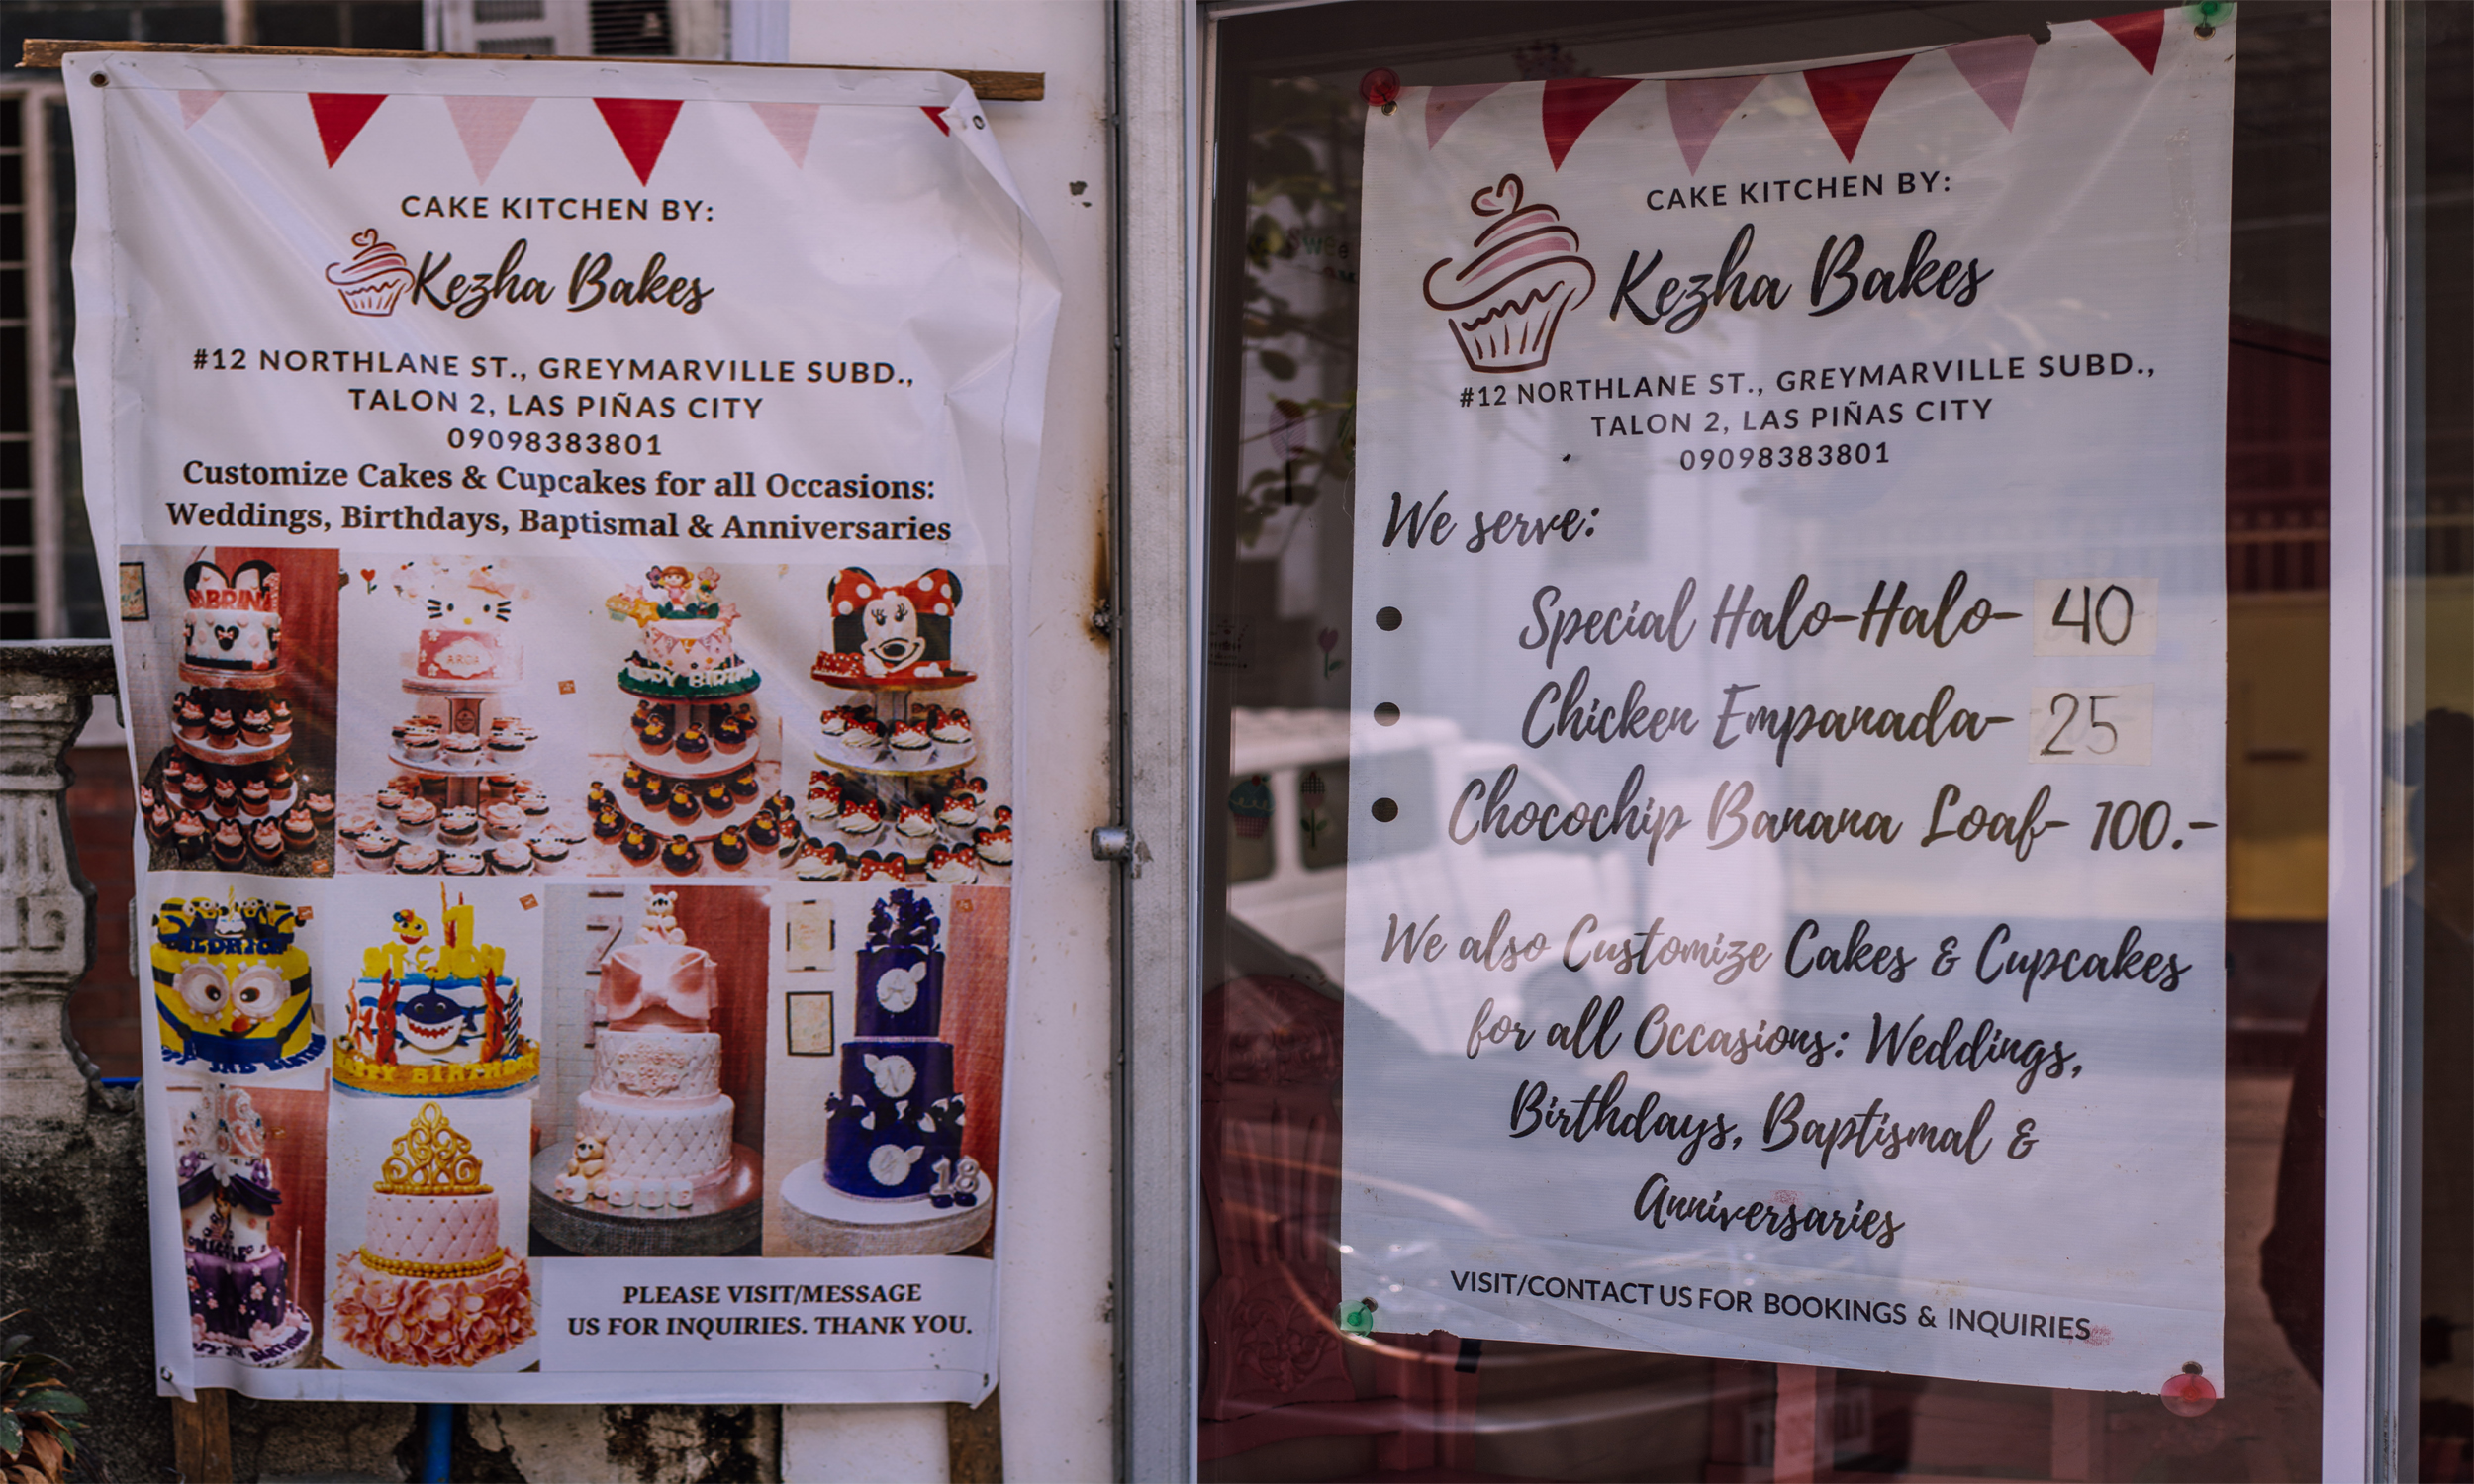 CAKE KITCHEN BY:
Kezha Bakes
#12 NORTHLANE ST., GREYMARVILLE SUBD.,
TALON 2, LAS PIÑAS CITY
09098383801
Customize Cakes & Cupcakes for all Occasions:
Weddings, Birthdays, Baptismal & Anniversaries
HAPPY BIRTHDAY
18
PLEASE VISIT/MESSAGE
US FOR INQUIRIES. THANK YOU.
CAKE KITCHEN BY:
Kezha Bakes
#12 NORTHLANE ST., GREYMARVILLE SUBD.,
TALON 2, LAS PIÑAS CITY
09098383801
We serve:
• Special Halo-Halo- 40
• Chicken Empanada- 25
• Chocochip Banana Loaf- 100.-
We also Customize Cakes & Cupcakes
for all Occasions: Weddings,
Birthdays, Baptismal &
Anniversaries
VISIT/CONTACT US FOR BOOKINGS & INQUIRIES